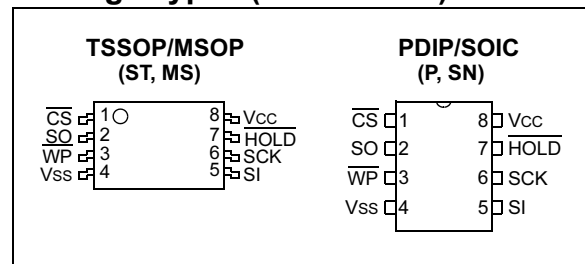 TSSOP/MSOP
(ST, MS)
CS 1 8 VCC
SO 2 7 HOLD
WP 3 6 SCK
VSS 4 5 SI
PDIP/SOIC
(P, SN)
CS 1 8 VCC
SO 2 7 HOLD
WP 3 6 SCK
VSS 4 5 SI